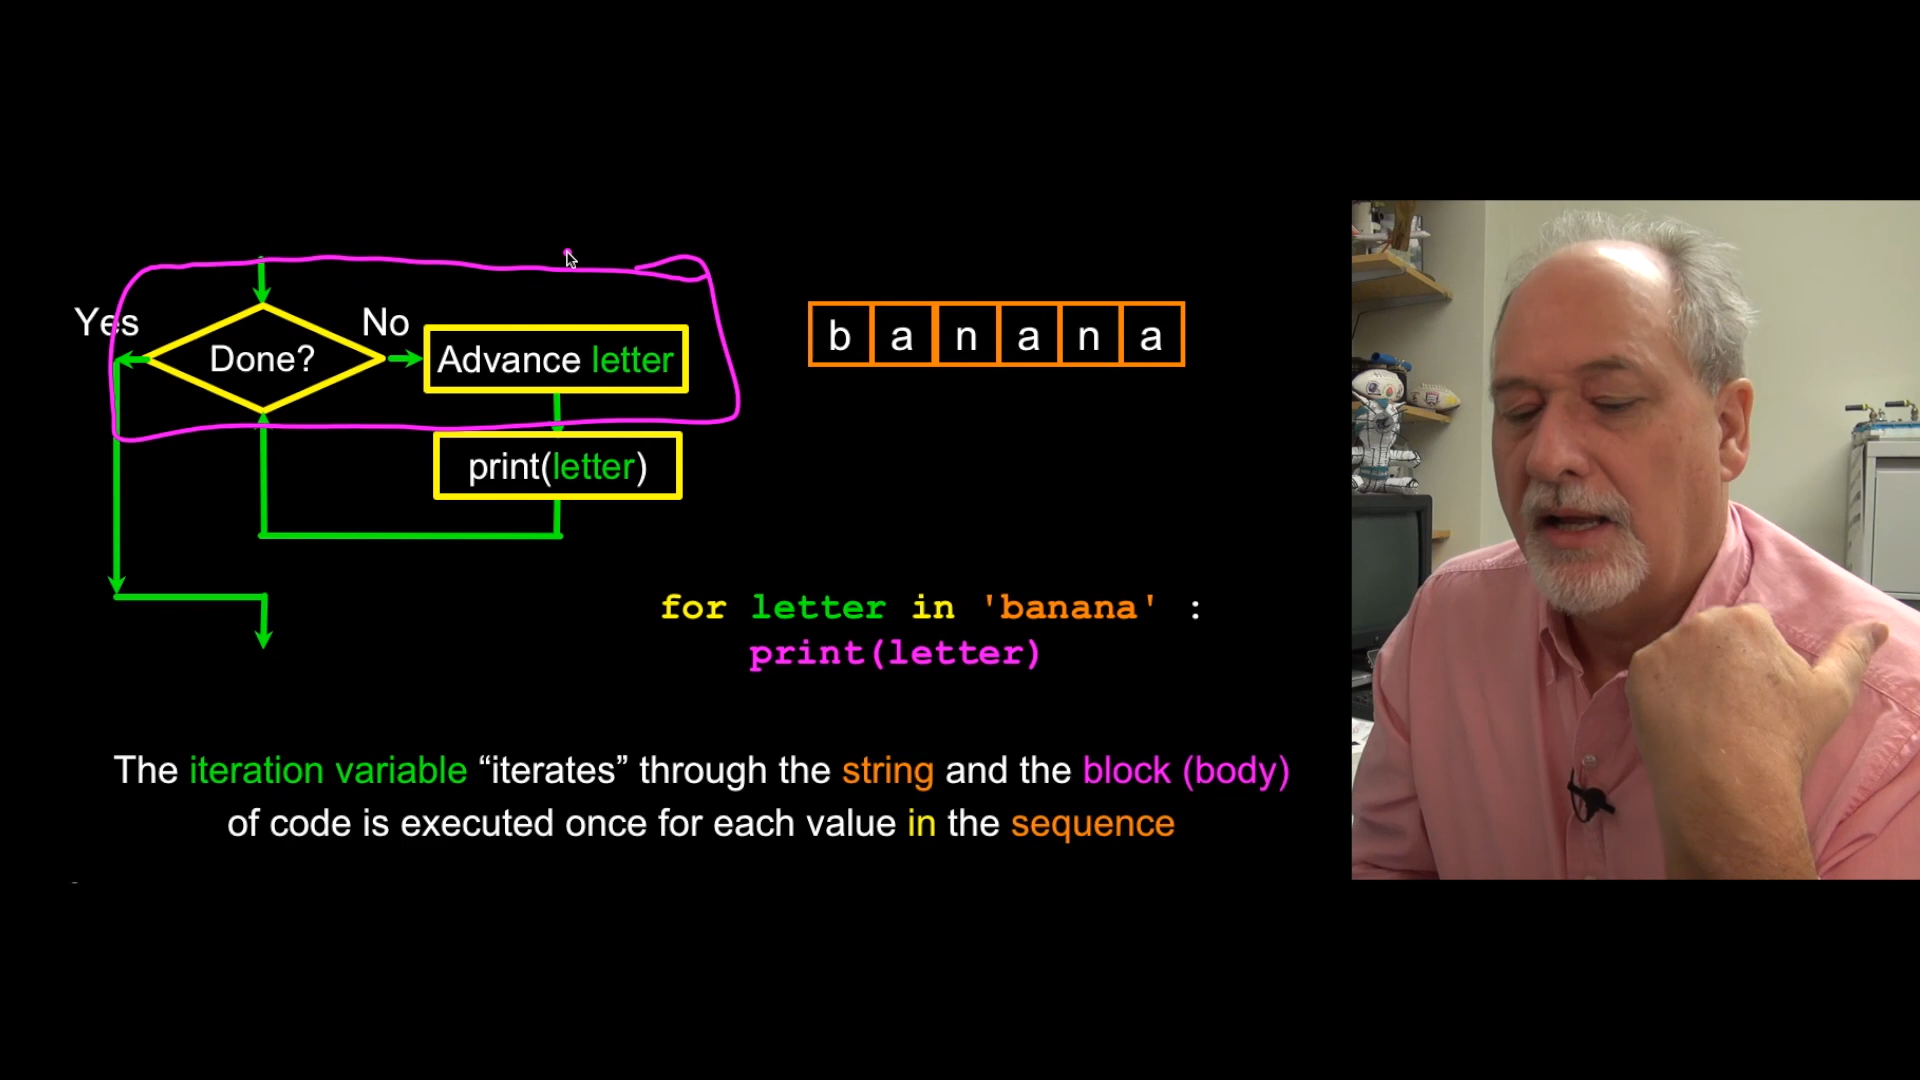 Yes
No
Done?
Advance letter
print(letter)
b a n a n a
for letter in 'banana' :
print(letter)
The iteration variable “iterates” through the string and the block (body)
of code is executed once for each value in the sequence